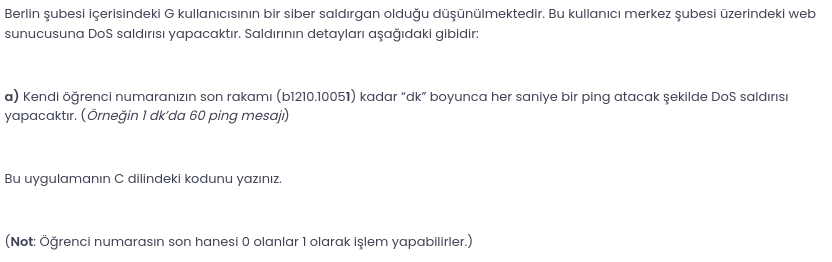 Berlin şubesi içerisindeki G kullanıcısının bir siber saldırgan olduğu düşünülmektedir. Bu kullanıcı merkez şubesi üzerindeki web
sunucusuna DoS saldırısı yapacaktır. Saldırının detayları aşağıdaki gibidir:
a) Kendi öğrenci numaranızın son rakamı (b1210.10051) kadar “dk” boyunca her saniye bir ping atacak şekilde DoS saldırısı
yapacaktır. (Örneğin 1 dk’da 60 ping mesajı)
Bu uygulamanın C dilindeki kodunu yazınız.
(Not: Öğrenci numarasın son hanesi 0 olanlar 1 olarak işlem yapabilirler.)